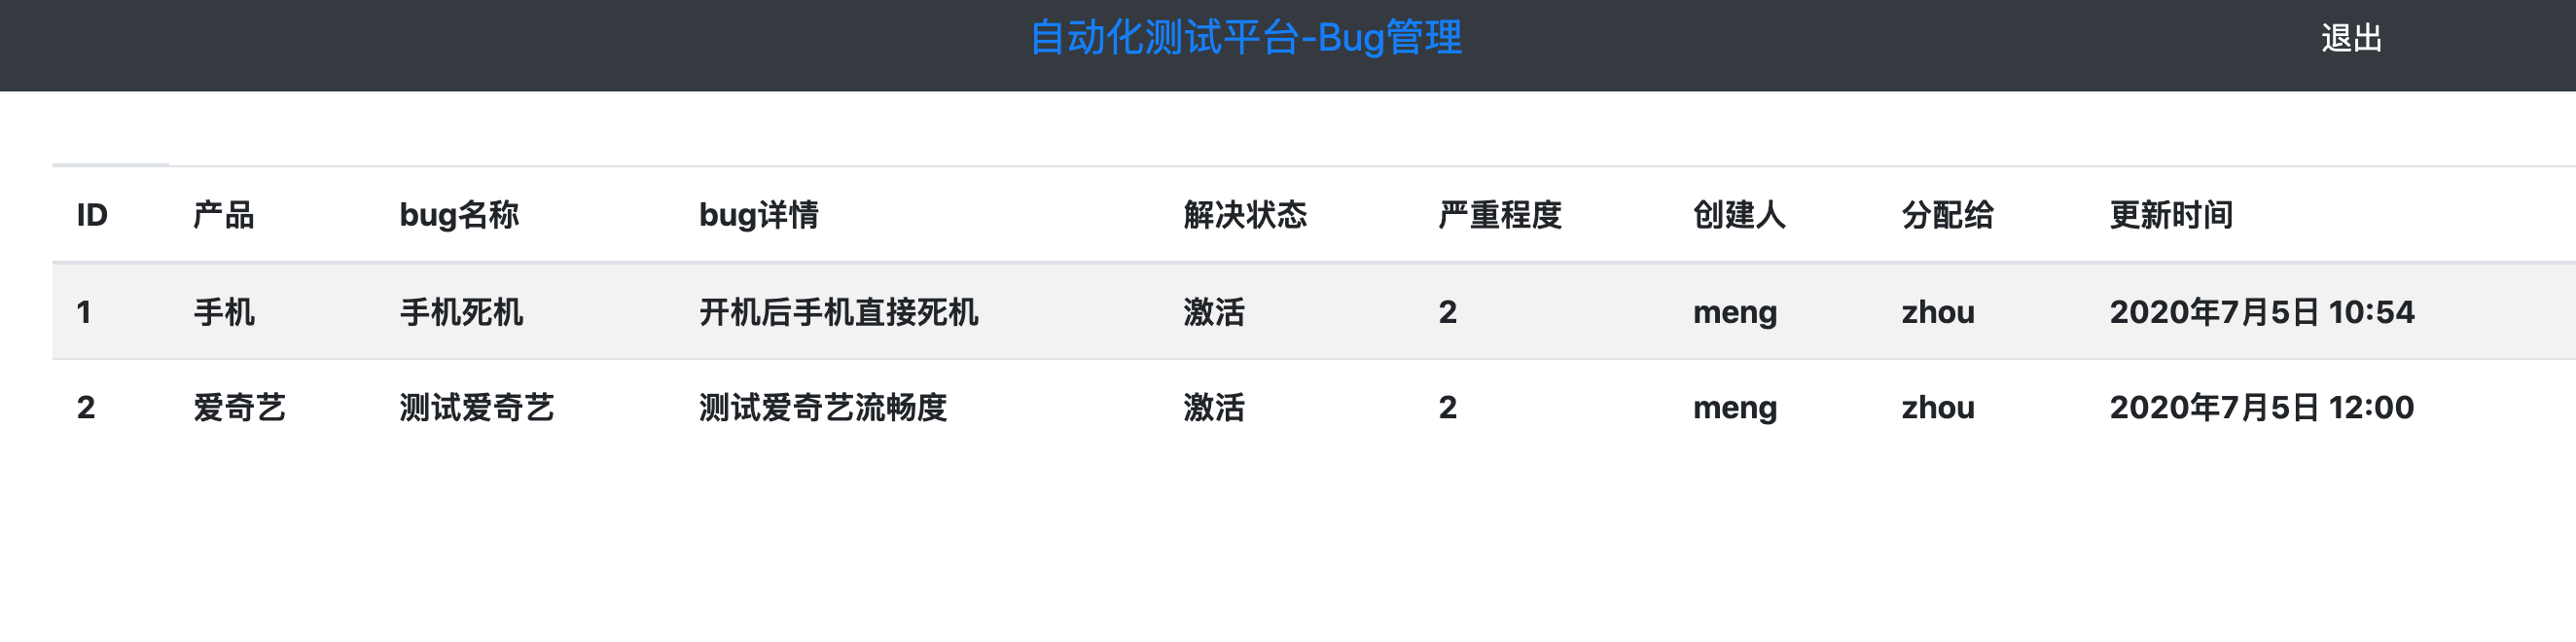 自动化测试平台-Bug管理 退出
ID 产品 bug名称 bug详情 解决状态 严重程度 创建人 分配给 更新时间
1 手机 手机死机 开机后手机直接死机 激活 2 meng zhou 2020年7月5日 10:54
2 爱奇艺 测试爱奇艺 测试爱奇艺流畅度 激活 2 meng zhou 2020年7月5日 12:00